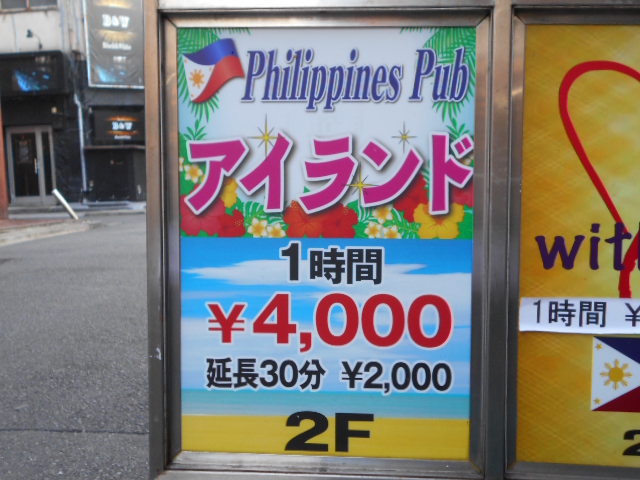 Philippines Pub
アイランド
1時間
￥4,000
延長30分 ￥2,000
2F
with
1時間 ￥
B&W
B&W